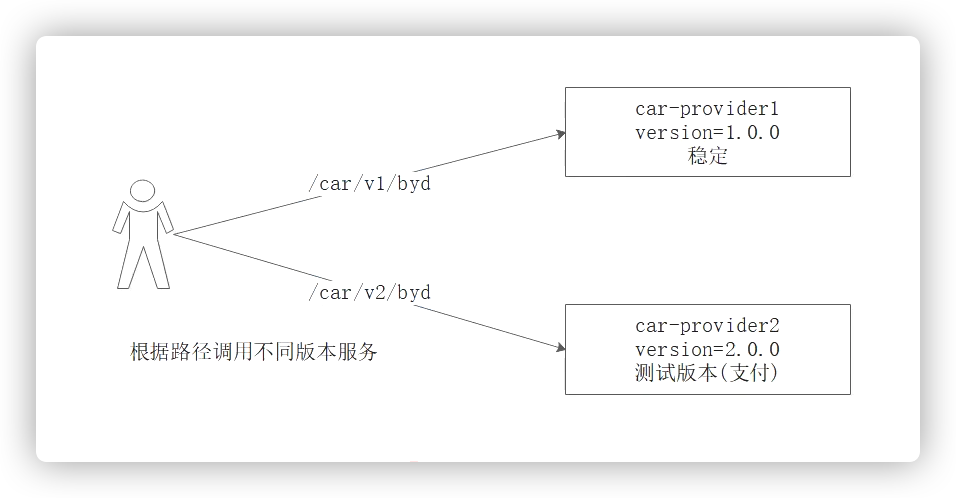 car-provider1
version=1.0.0
稳定
/car/v1/byd
/car/v2/byd
car-provider2
version=2.0.0
测试版本(支付)
根据路径调用不同版本服务